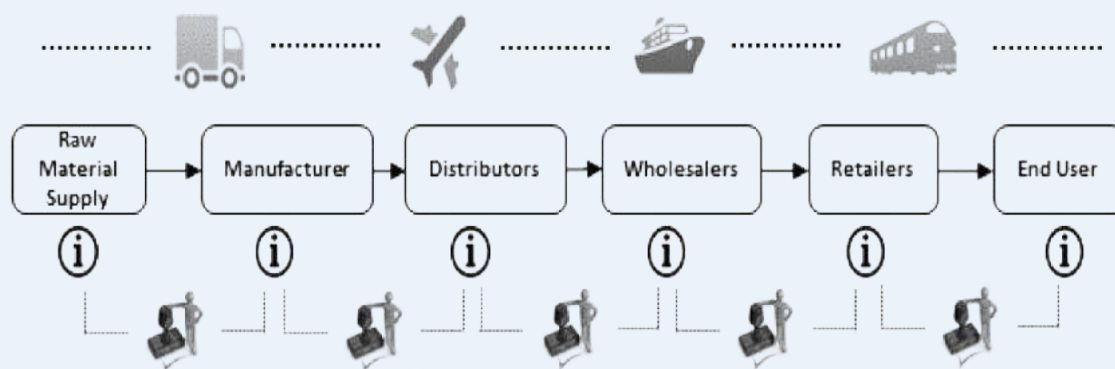 Raw
Material
Supply
Manufacturer
Distributors
Wholesalers
Retailers
End User
i
i
i
i
i
i